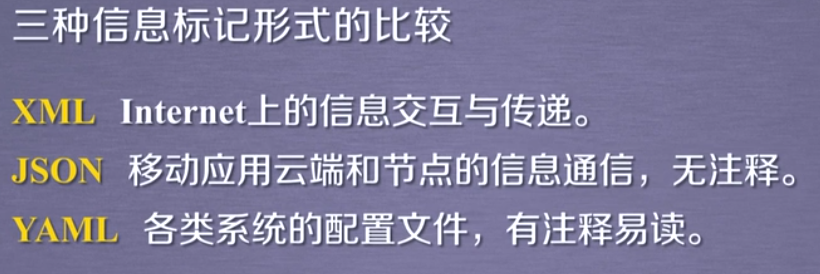 三种信息标记形式的比较
XML Internet上的信息交互与传递。
JSON 移动应用云端和节点的信息通信，无注释。
YAML 各类系统的配置文件，有注释易读。